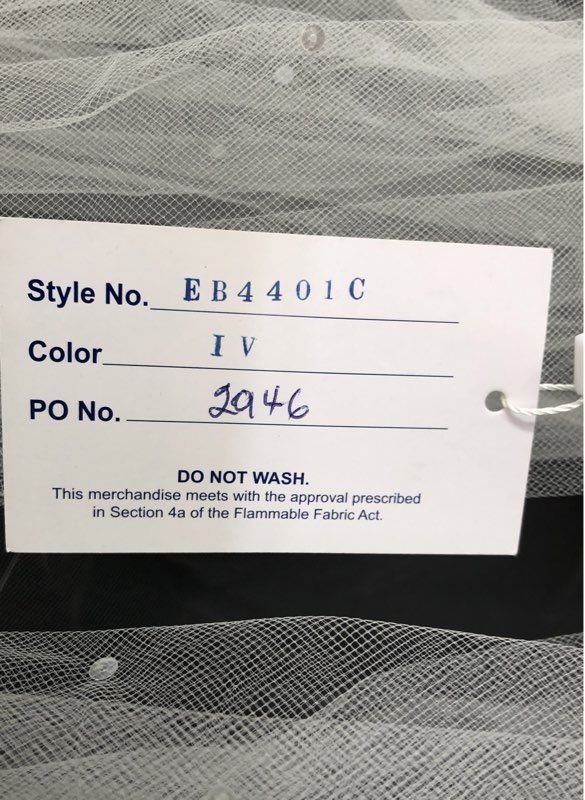 Style No. EB4401C
Color IV
PO No. 2946
DO NOT WASH.
This merchandise meets with the approval prescribed
in Section 4a of the Flammable Fabric Act.